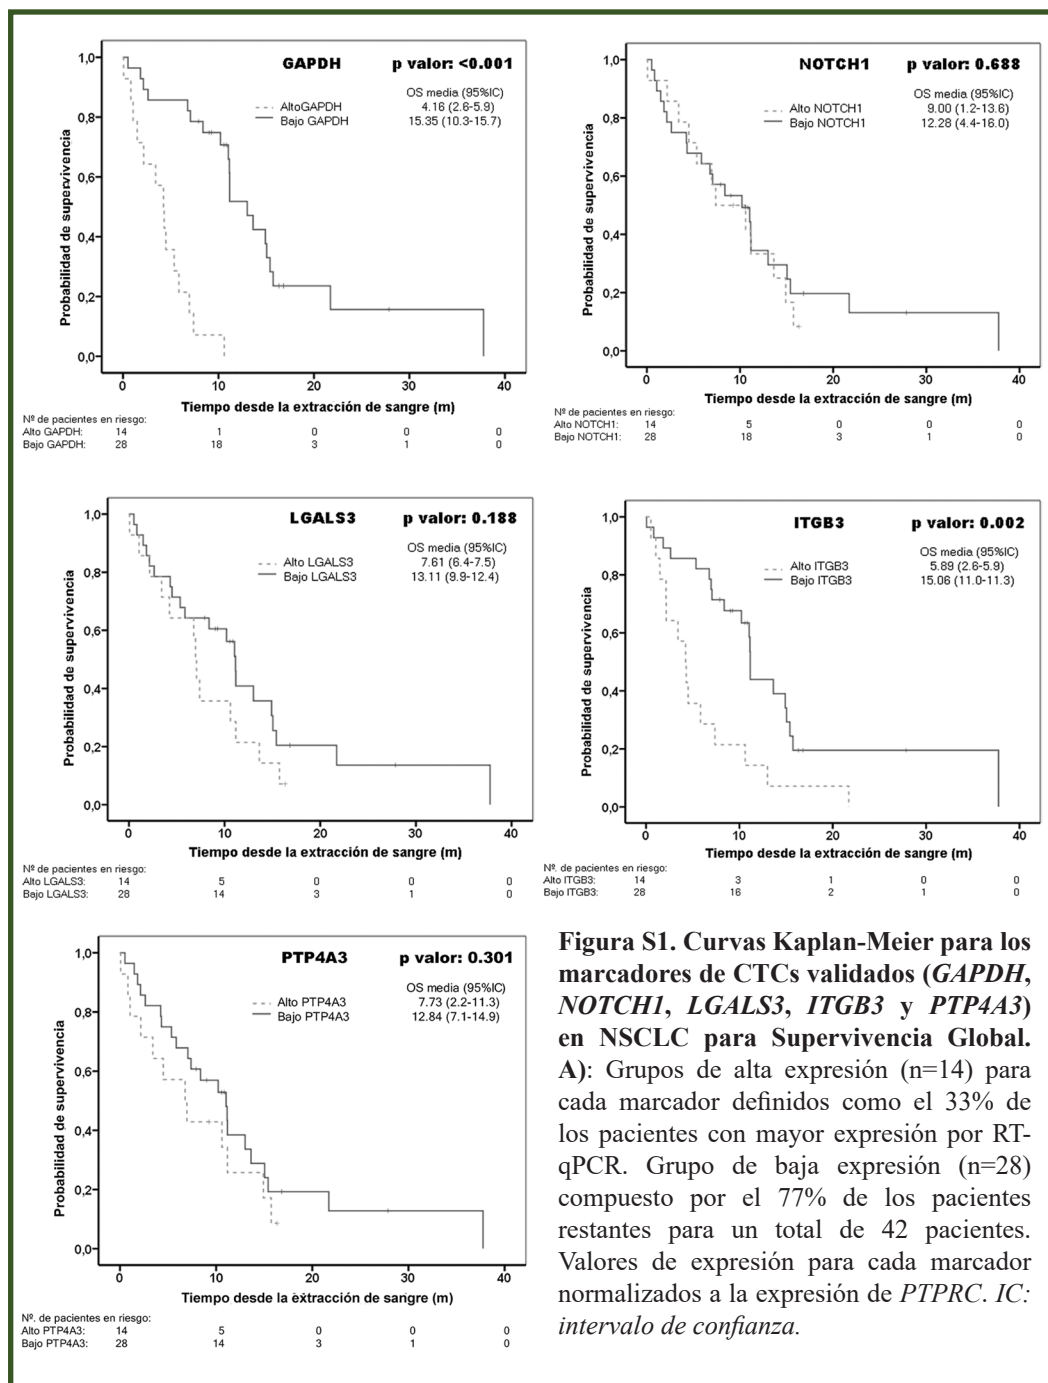 GAPDH p valor: <0.001
OS media (95%IC)
AltoGAPDH 4.16 (2.6-5.9)
Bajo GAPDH 15.35 (10.3-15.7)
Probabilidad de supervivencia
1,0
0,8
0,6
0,4
0,2
0,0
0 10 20 30 40
Tiempo desde la extracción de sangre (m)
Nº de pacientes en riesgo:
Alto GAPDH: 14 1 0 0 0
Bajo GAPDH: 28 18 3 1 0
NOTCH1 p valor: 0.688
OS media (95%IC)
Alto NOTCH1 9.00 (1.2-13.6)
Bajo NOTCH1 12.28 (4.4-16.0)
Probabilidad de supervivencia
1,0
0,8
0,6
0,4
0,2
0,0
0 10 20 30 40
Tiempo desde la extracción de sangre (m)
Nº de pacientes en riesgo:
Alto NOTCH1: 14 5 0 0 0
Bajo NOTCH1: 28 18 3 1 0
LGALS3 p valor: 0.188
OS media (95%IC)
Alto LGALS3 7.61 (6.4-7.5)
Bajo LGALS3 13.11 (9.9-12.4)
Probabilidad de supervivencia
1,0
0,8
0,6
0,4
0,2
0,0
0 10 20 30 40
Tiempo desde la extracción de sangre (m)
Nº de pacientes en riesgo:
Alto LGALS3: 14 5 0 0 0
Bajo LGALS3: 28 14 3 1 0
ITGB3 p valor: 0.002
OS media (95%IC)
Alto ITGB3 5.89 (2.6-5.9)
Bajo ITGB3 15.06 (11.0-11.3)
Probabilidad de supervivencia
1,0
0,8
0,6
0,4
0,2
0,0
0 10 20 30 40
Tiempo desde la extracción de sangre (m)
Nº. de pacientes en riesgo:
Alto ITGB3: 14 3 1 0 0
Bajo ITGB3: 28 16 2 1 0
PTP4A3 p valor: 0.301
OS media (95%IC)
Alto PTP4A3 7.73 (2.2-11.3)
Bajo PTP4A3 12.84 (7.1-14.9)
Probabilidad de supervivencia
1,0
0,8
0,6
0,4
0,2
0,0
0 10 20 30 40
Tiempo desde la extracción de sangre (m)
Nº. de pacientes en riesgo:
Alto PTP4A3: 14 5 0 0 0
Bajo PTP4A3: 28 14 3 1 0
Figura S1. Curvas Kaplan-Meier para los
marcadores de CTCs validados (GAPDH,
NOTCH1, LGALS3, ITGB3 y PTP4A3)
en NSCLC para Supervivencia Global.
A): Grupos de alta expresión (n=14) para
cada marcador definidos como el 33% de
los pacientes con mayor expresión por RT-
qPCR. Grupo de baja expresión (n=28)
compuesto por el 77% de los pacientes
restantes para un total de 42 pacientes.
Valores de expresión para cada marcador
normalizados a la expresión de PTPRC. IC:
intervalo de confianza.